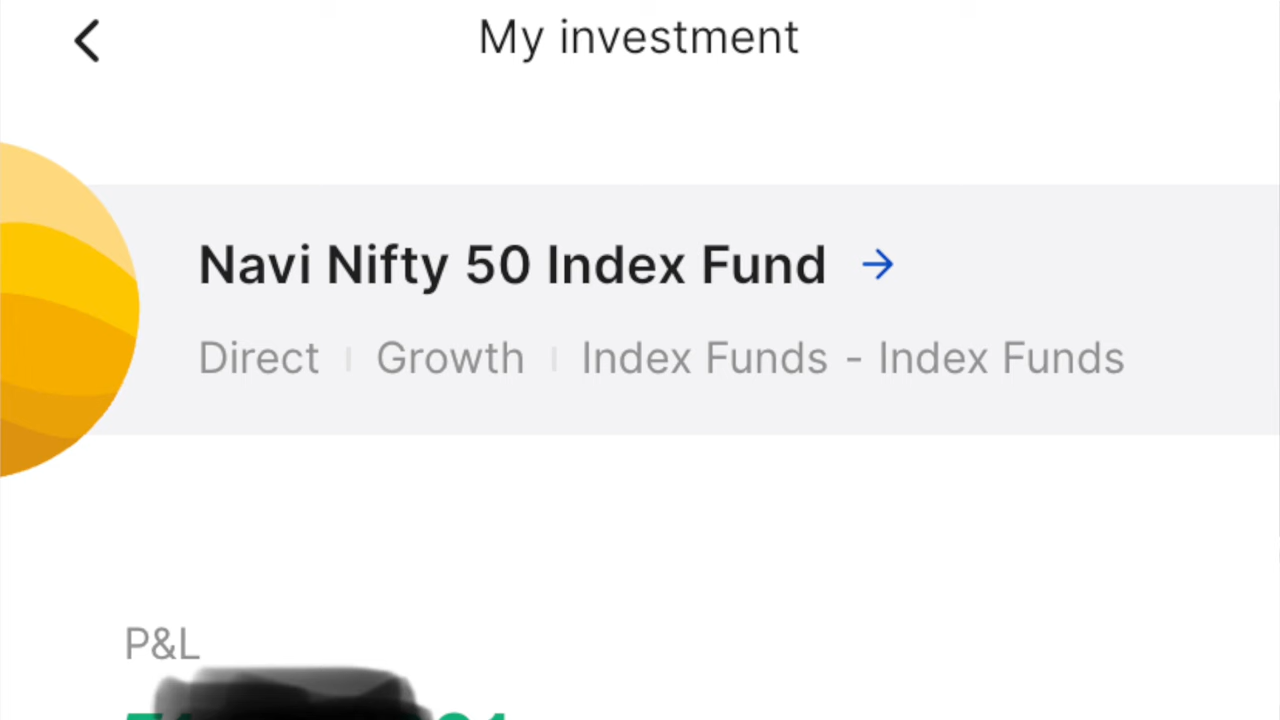 My investment
Navi Nifty 50 Index Fund
Direct
Growth
Index Funds - Index Funds
P&L